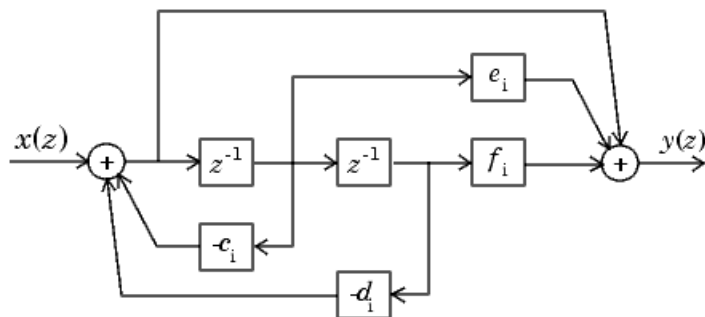 e_i
x(z) + z^-1 z^-1 f_i + y(z)
-c_i
-d_i